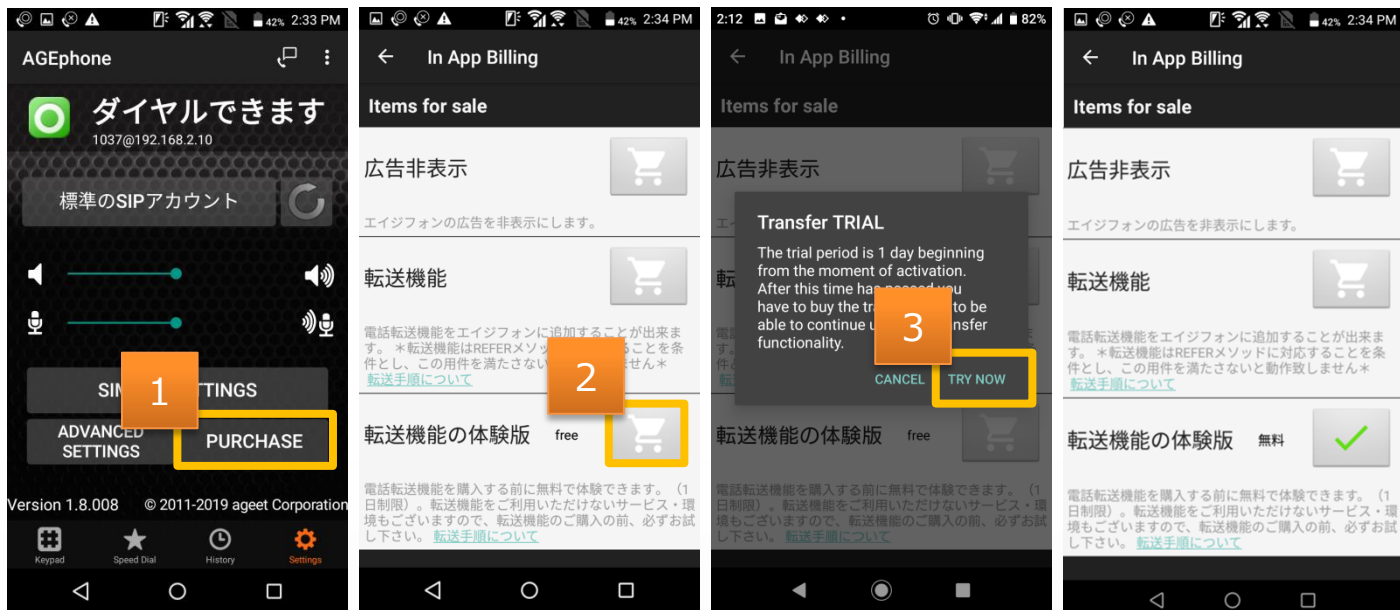 42% 2:33 PM
AGEphone
ダイヤルできます
1037@192.168.2.10
標準のSIPアカウント
1
SIM TTINGS
ADVANCED
SETTINGS
PURCHASE
Version 1.8.008 © 2011-2019 ageet Corporation
Keypad Speed Dial History Settings
42% 2:34 PM
In App Billing
Items for sale
広告非表示
エイジフォンの広告を非表示にします。
転送機能
電話転送機能をエイジフォンに追加することが出来ま
す。 *転送機能はREFERメソッ することを条
件とし、この用件を満たさない せん*
転送手順について
2
転送機能の体験版 free
電話転送機能を購入する前に無料で体験できます。（1
日制限）。転送機能をご利用いただけないサービス・環
境もございますので、転送機能のご購入の前、必ずお試
し下さい。 転送手順について
2:12 82%
In App Billing
Items for sale
広告非表示
Transfer TRIAL
The trial period is 1 day beginning
from the moment of activation.
After this time has passed you
have to buy the tra to be
able to continue u nsfer
functionality.
3
CANCEL TRY NOW
転送機能の体験版 free
電話転送機能を購入する前に無料で体験できます。（1
日制限）。転送機能をご利用いただけないサービス・環
境もございますので、転送機能のご購入の前、必ずお試
し下さい。 転送手順について
42% 2:34 PM
In App Billing
Items for sale
広告非表示
エイジフォンの広告を非表示にします。
転送機能
電話転送機能をエイジフォンに追加することが出来ま
す。 *転送機能はREFERメソッドに対応することを条
件とし、この用件を満たさないと動作致しません*
転送手順について
転送機能の体験版 無料
電話転送機能を購入する前に無料で体験できます。（1
日制限）。転送機能をご利用いただけないサービス・環
境もございますので、転送機能のご購入の前、必ずお試
し下さい。 転送手順について